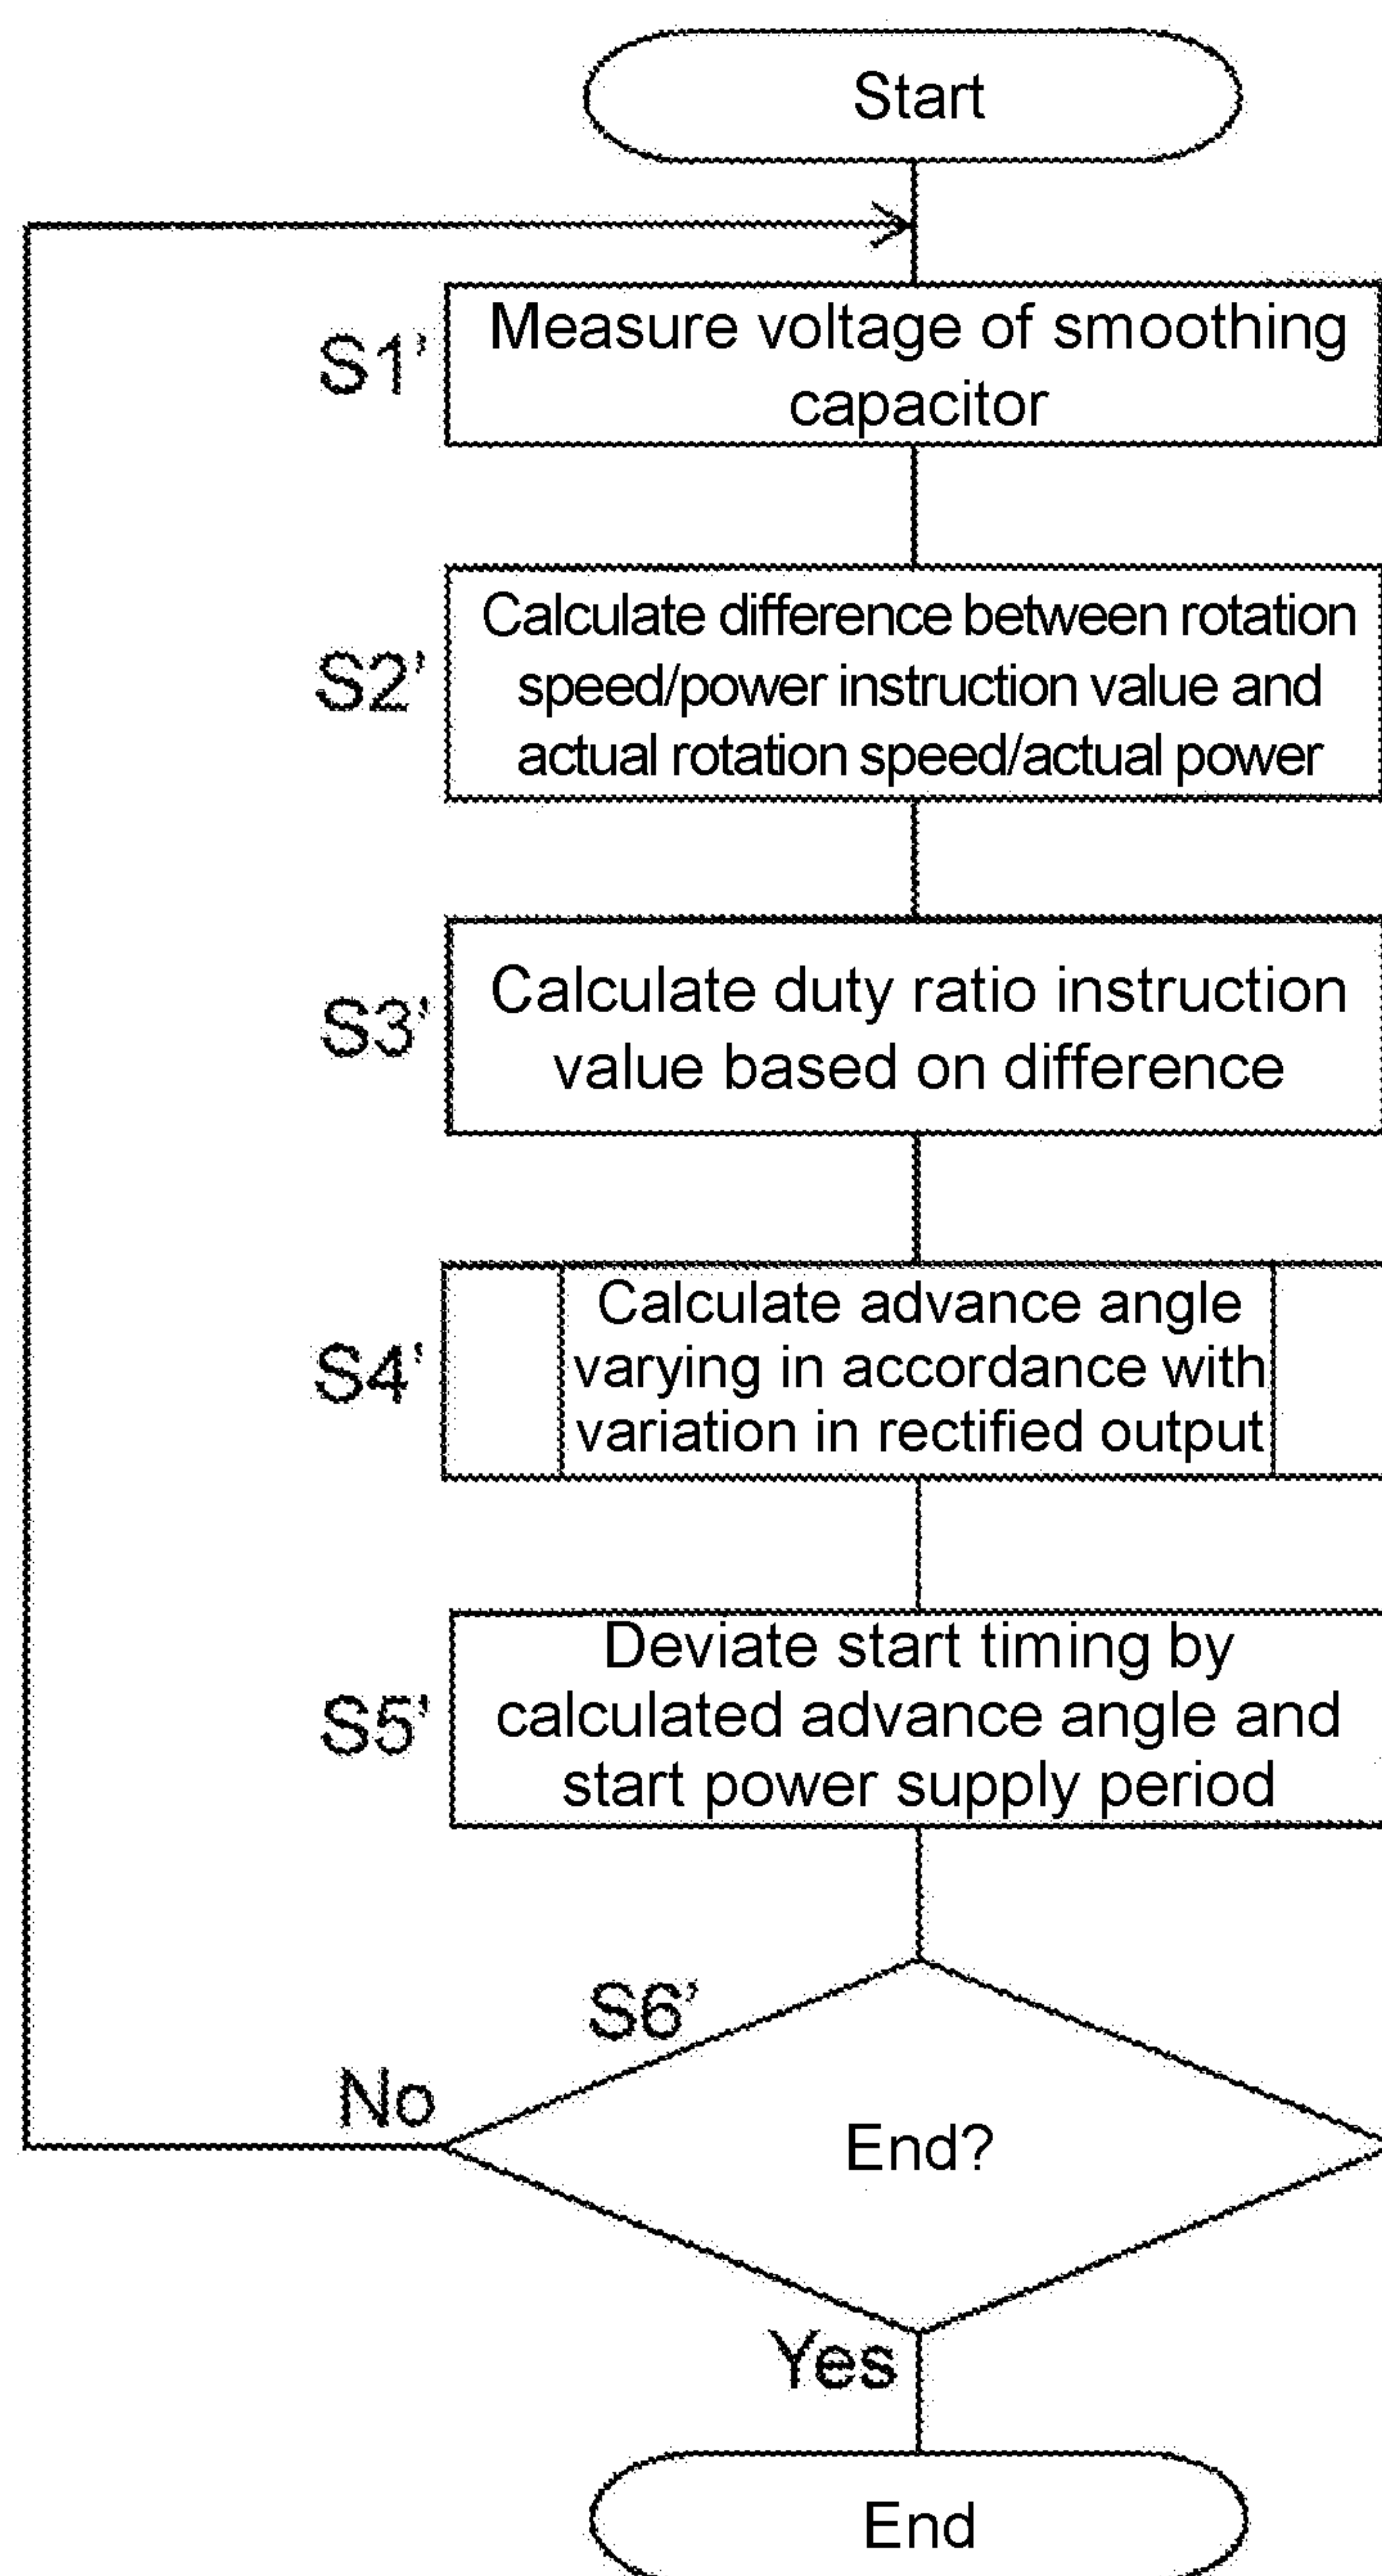 Start
S1'
Measure voltage of smoothing
capacitor
S2'
Calculate difference between rotation
speed/power instruction value and
actual rotation speed/actual power
S3'
Calculate duty ratio instruction
value based on difference
S4'
Calculate advance angle
varying in accordance with
variation in rectified output
S5'
Deviate start timing by
calculated advance angle and
start power supply period
S6'
No
End?
Yes
End